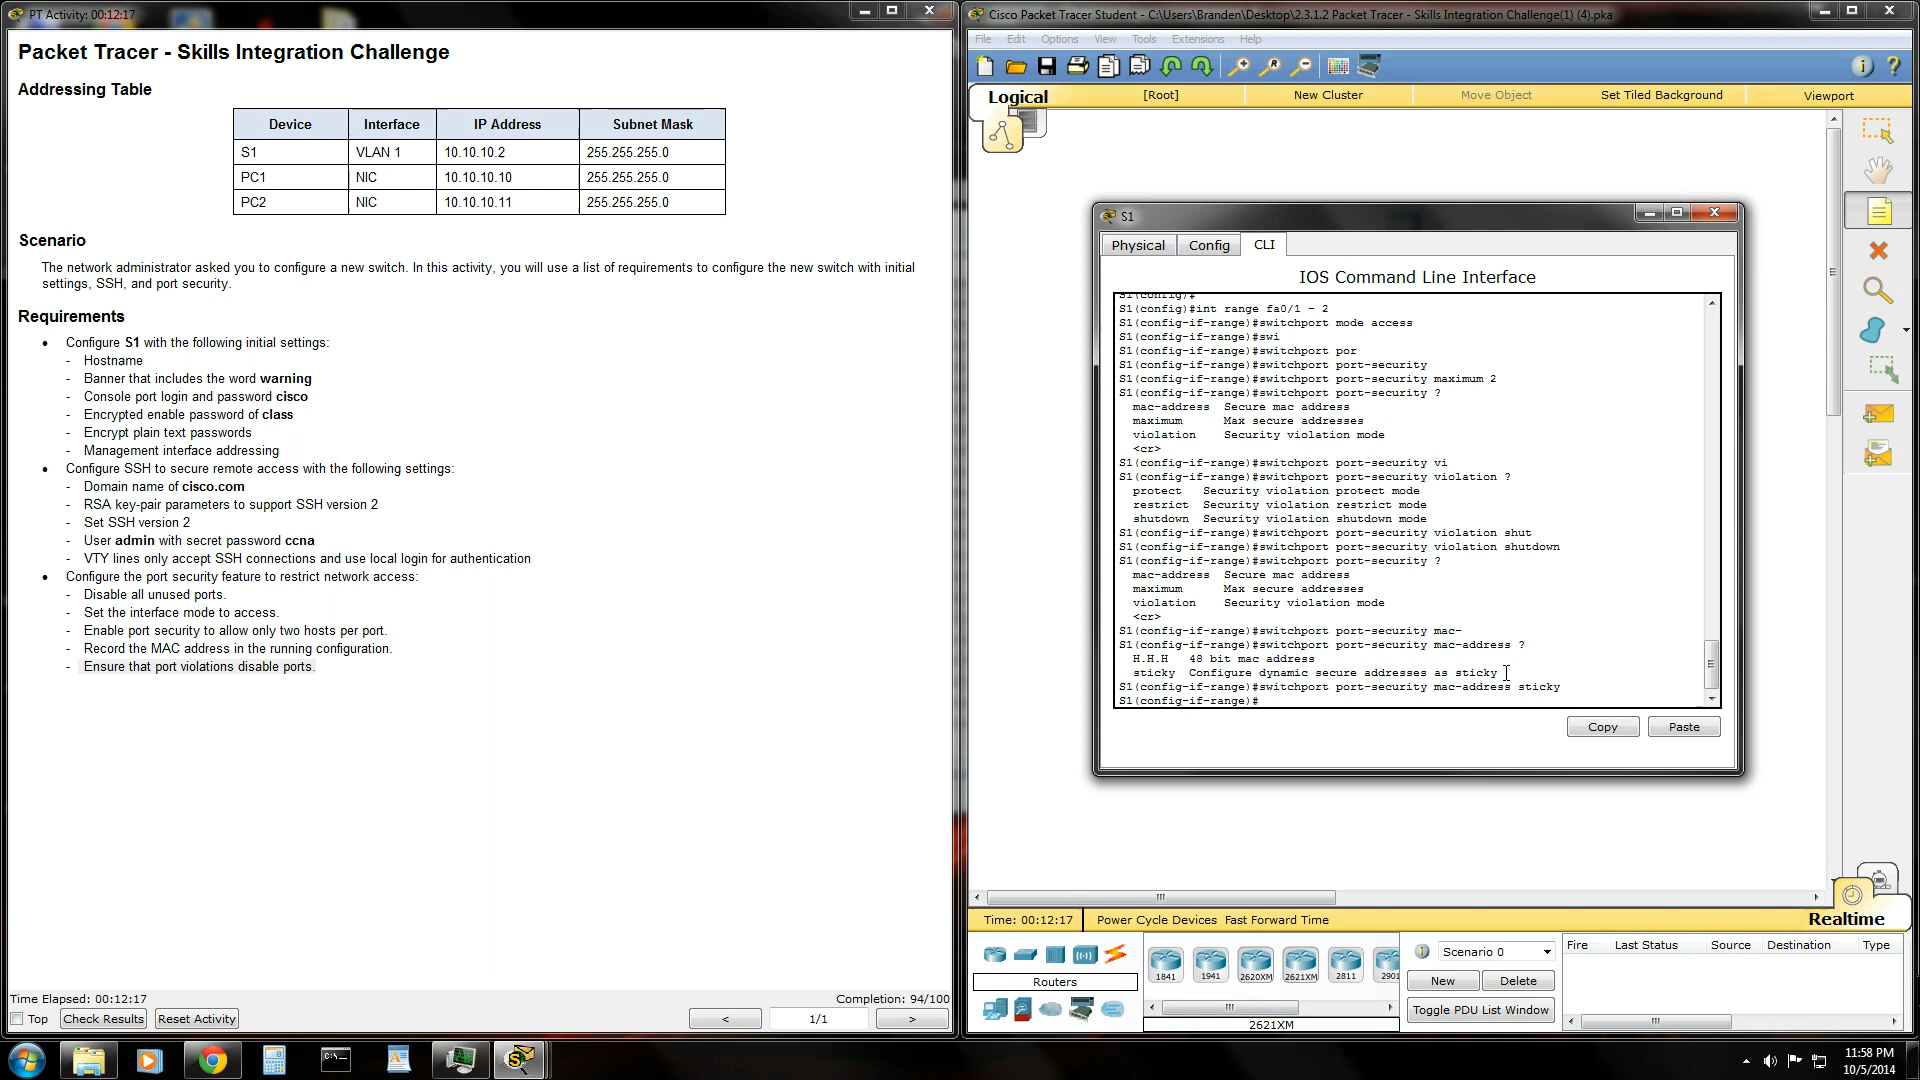 PT Activity: 00:12:17
Packet Tracer - Skills Integration Challenge
Addressing Table
Device Interface IP Address Subnet Mask
S1 VLAN 1 10.10.10.2 255.255.255.0
PC1 NIC 10.10.10.10 255.255.255.0
PC2 NIC 10.10.10.11 255.255.255.0
Scenario
The network administrator asked you to configure a new switch. In this activity, you will use a list of requirements to configure the new switch with initial
settings, SSH, and port security.
Requirements
• Configure S1 with the following initial settings:
- Hostname
- Banner that includes the word warning
- Console port login and password cisco
- Encrypted enable password of class
- Encrypt plain text passwords
- Management interface addressing
• Configure SSH to secure remote access with the following settings:
- Domain name of cisco.com
- RSA key-pair parameters to support SSH version 2
- Set SSH version 2
- User admin with secret password ccna
- VTY lines only accept SSH connections and use local login for authentication
• Configure the port security feature to restrict network access:
- Disable all unused ports.
- Set the interface mode to access.
- Enable port security to allow only two hosts per port.
- Record the MAC address in the running configuration.
- Ensure that port violations disable ports.
Time Elapsed: 00:12:17
Completion: 94/100
Top Check Results Reset Activity < 1/1 >
Cisco Packet Tracer Student - C:\Users\Branden\Desktop\2.3.1.2 Packet Tracer - Skills Integration Challenge(1) (4).pka
File Edit Options View Tools Extensions Help
Logical [Root] New Cluster Move Object Set Tiled Background Viewport
S1
Physical Config CLI
IOS Command Line Interface
S1(config)#
S1(config)#int range fa0/1 - 2
S1(config-if-range)#switchport mode access
S1(config-if-range)#swi
S1(config-if-range)#switchport por
S1(config-if-range)#switchport port-security
S1(config-if-range)#switchport port-security maximum 2
S1(config-if-range)#switchport port-security ?
mac-address Secure mac address
maximum Max secure addresses
violation Security violation mode
<cr>
S1(config-if-range)#switchport port-security vi
S1(config-if-range)#switchport port-security violation ?
protect Security violation protect mode
restrict Security violation restrict mode
shutdown Security violation shutdown mode
S1(config-if-range)#switchport port-security violation shut
S1(config-if-range)#switchport port-security violation shutdown
S1(config-if-range)#switchport port-security ?
mac-address Secure mac address
maximum Max secure addresses
violation Security violation mode
<cr>
S1(config-if-range)#switchport port-security mac-
S1(config-if-range)#switchport port-security mac-address ?
H.H.H 48 bit mac address
sticky Configure dynamic secure addresses as sticky
S1(config-if-range)#switchport port-security mac-address sticky
S1(config-if-range)#
Copy Paste
Time: 00:12:17 Power Cycle Devices Fast Forward Time Realtime
Routers
1841 1941 2620XM 2621XM 2811 2901
2621XM
Scenario 0
New Delete
Toggle PDU List Window
Fire Last Status Source Destination Type
C:\
11:58 PM
10/5/2014